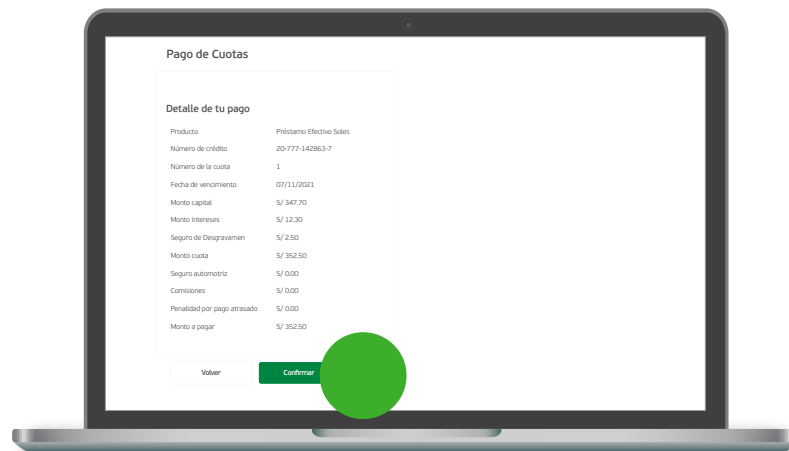 Pago de Cuotas
Detalle de tu pago
Producto Préstamo Efectivo Soles
Número de crédito 20-777-142863-7
Número de la cuota 1
Fecha de vencimiento 07/11/2021
Monto capital S/ 347.70
Monto intereses S/ 12.30
Seguro de Desgravamen S/ 2.50
Monto cuota S/ 352.50
Seguro automotriz S/ 0.00
Comisiones S/ 0.00
Penalidad por pago atrasado S/ 0.00
Monto a pagar S/ 352.50
Volver Confirmar